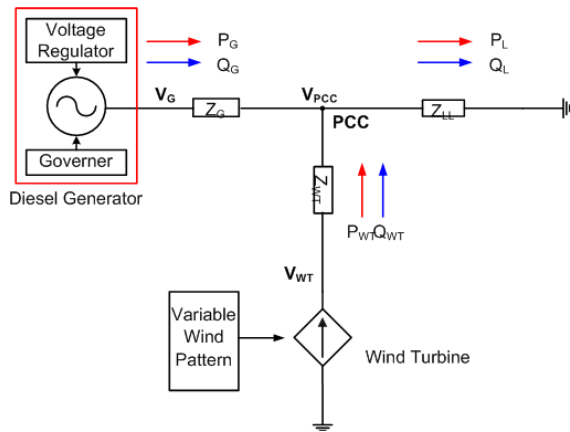 Voltage
Regulator
Governer
Diesel Generator
P_G
Q_G
V_G
Z_G
V_PCC
PCC
P_L
Q_L
Z_LL
Z_WT
P_WT Q_WT
V_WT
Variable
Wind
Pattern
Wind Turbine